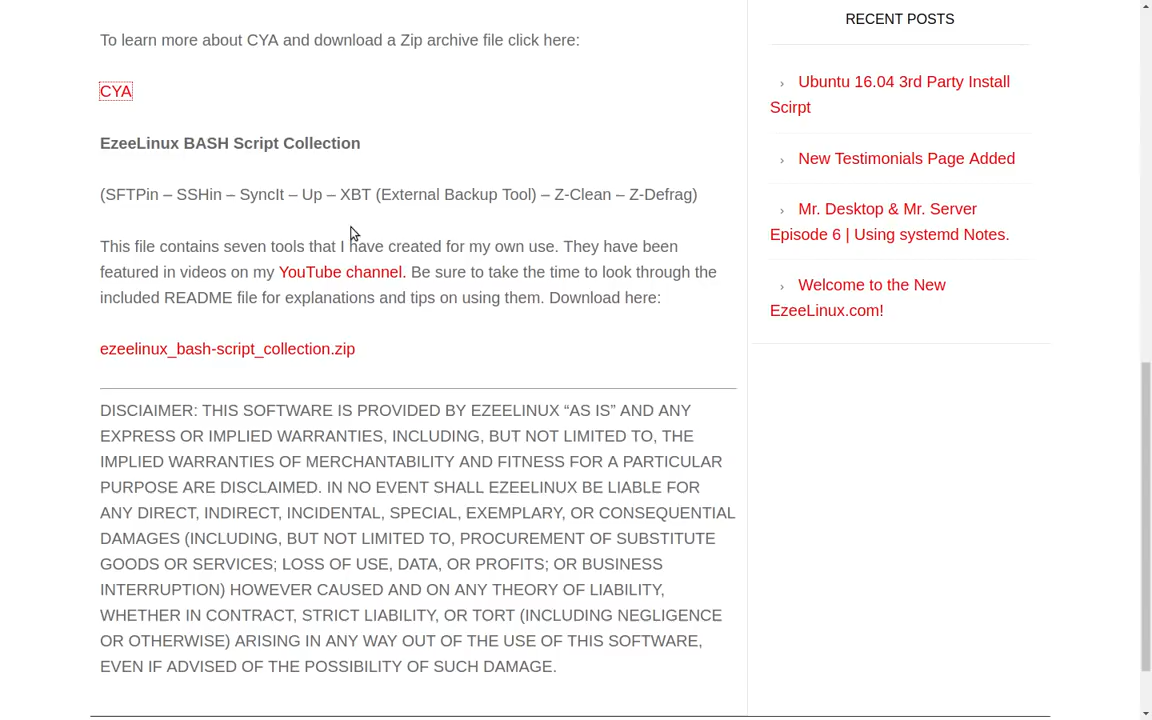 To learn more about CYA and download a Zip archive file click here:
CYA
EzeeLinux BASH Script Collection
(SFTPin – SSHin – SyncIt – Up – XBT (External Backup Tool) – Z-Clean – Z-Defrag)
This file contains seven tools that I have created for my own use. They have been
featured in videos on my YouTube channel. Be sure to take the time to look through the
included README file for explanations and tips on using them. Download here:
ezeelinux_bash-script_collection.zip
DISCIAIMER: THIS SOFTWARE IS PROVIDED BY EZEELINUX “AS IS” AND ANY
EXPRESS OR IMPLIED WARRANTIES, INCLUDING, BUT NOT LIMITED TO, THE
IMPLIED WARRANTIES OF MERCHANTABILITY AND FITNESS FOR A PARTICULAR
PURPOSE ARE DISCLAIMED. IN NO EVENT SHALL EZEELINUX BE LIABLE FOR
ANY DIRECT, INDIRECT, INCIDENTAL, SPECIAL, EXEMPLARY, OR CONSEQUENTIAL
DAMAGES (INCLUDING, BUT NOT LIMITED TO, PROCUREMENT OF SUBSTITUTE
GOODS OR SERVICES; LOSS OF USE, DATA, OR PROFITS; OR BUSINESS
INTERRUPTION) HOWEVER CAUSED AND ON ANY THEORY OF LIABILITY,
WHETHER IN CONTRACT, STRICT LIABILITY, OR TORT (INCLUDING NEGLIGENCE
OR OTHERWISE) ARISING IN ANY WAY OUT OF THE USE OF THIS SOFTWARE,
EVEN IF ADVISED OF THE POSSIBILITY OF SUCH DAMAGE.
RECENT POSTS
› Ubuntu 16.04 3rd Party Install
Scirpt
› New Testimonials Page Added
› Mr. Desktop & Mr. Server
Episode 6 | Using systemd Notes.
› Welcome to the New
EzeeLinux.com!